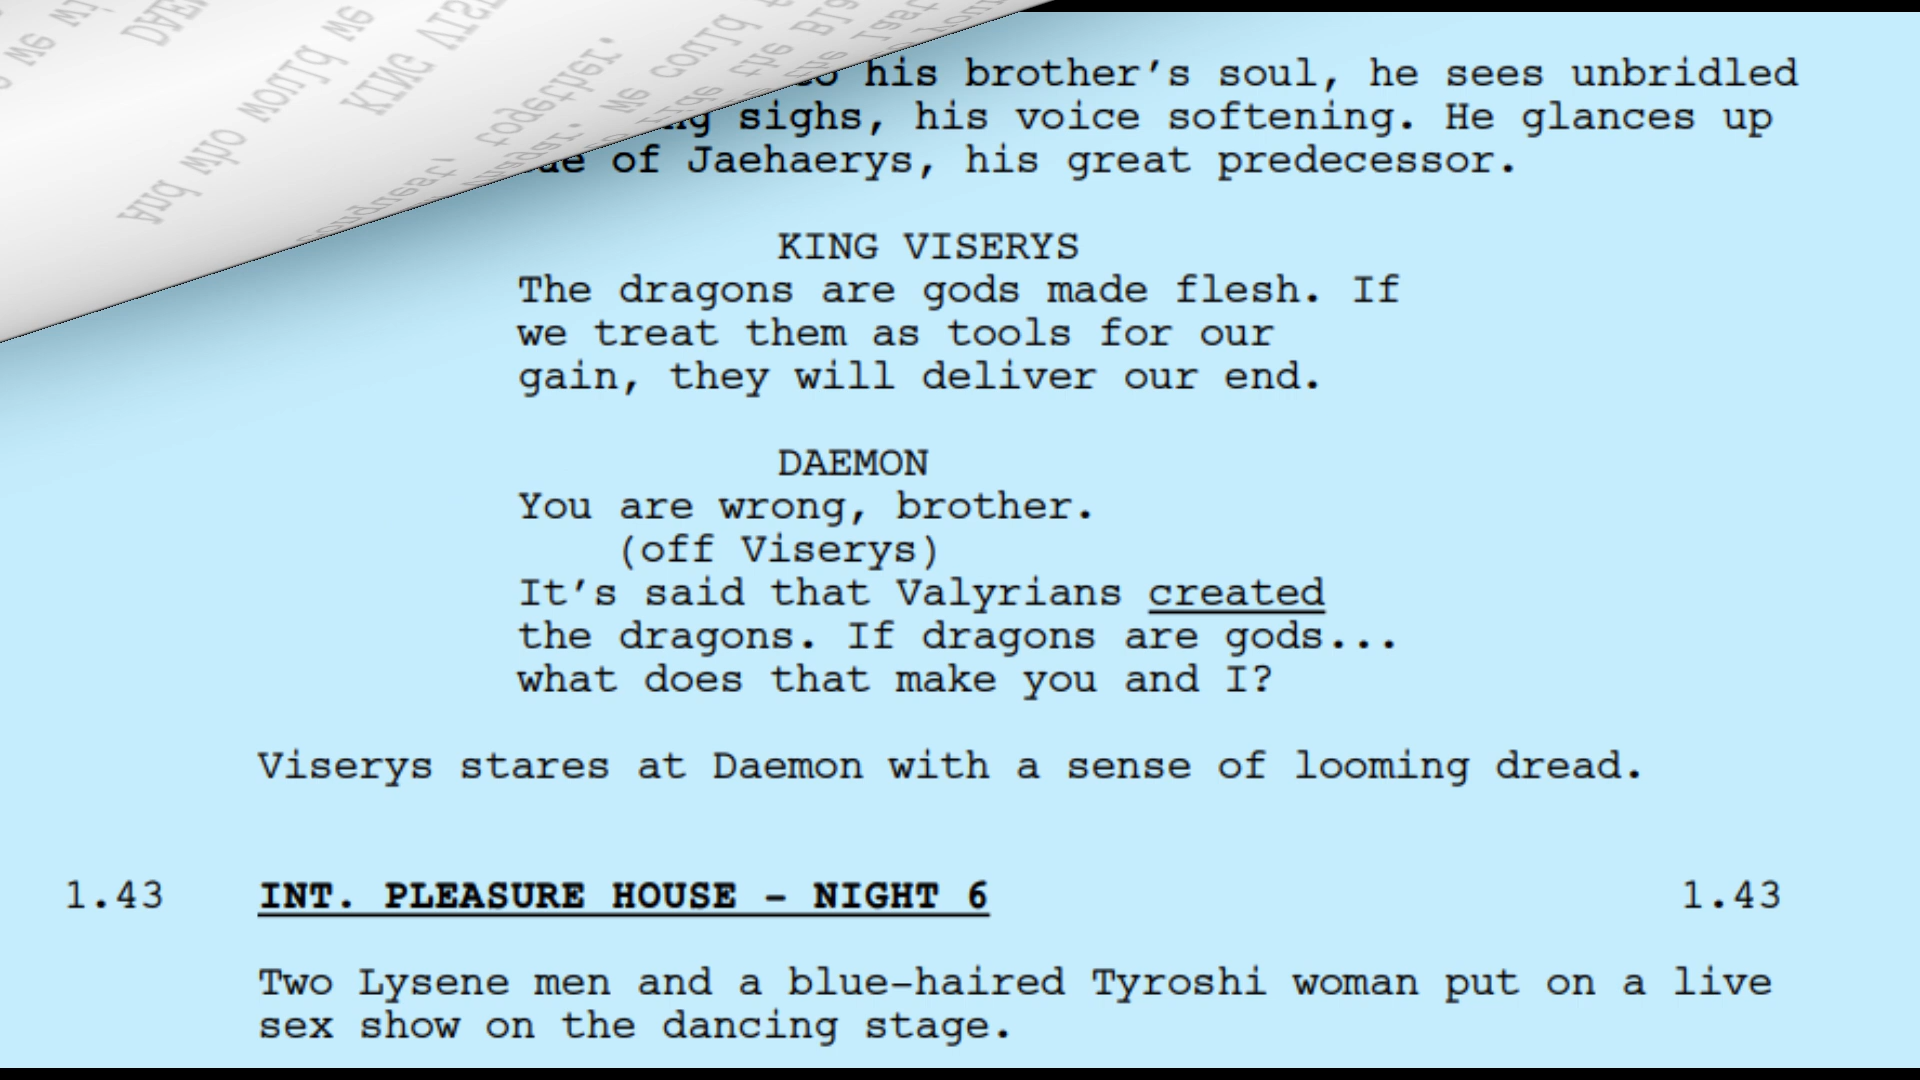 his brother’s soul, he sees unbridled
sighs, his voice softening. He glances up
of Jaehaerys, his great predecessor.
KING VISERYS
The dragons are gods made flesh. If
we treat them as tools for our
gain, they will deliver our end.
DAEMON
You are wrong, brother.
(off Viserys)
It’s said that Valyrians created
the dragons. If dragons are gods...
what does that make you and I?
Viserys stares at Daemon with a sense of looming dread.
1.43 INT. PLEASURE HOUSE – NIGHT 6 1.43
Two Lysene men and a blue-haired Tyroshi woman put on a live
sex show on the dancing stage.